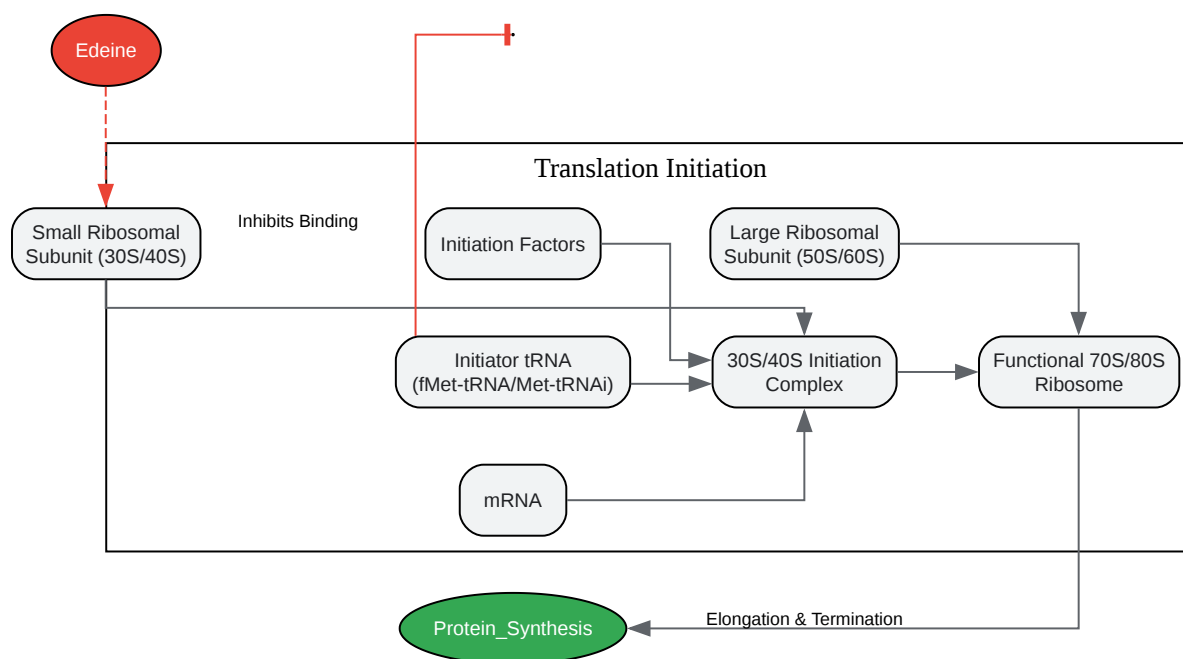 Edeine
Translation Initiation
Small Ribosomal
Subunit (30S/40S)
Inhibits Binding
Initiation Factors
Large Ribosomal
Subunit (50S/60S)
Initiator tRNA
(fMet-tRNA/Met-tRNAi)
30S/40S Initiation
Complex
Functional 70S/80S
Ribosome
mRNA
Elongation & Termination
Protein_Synthesis